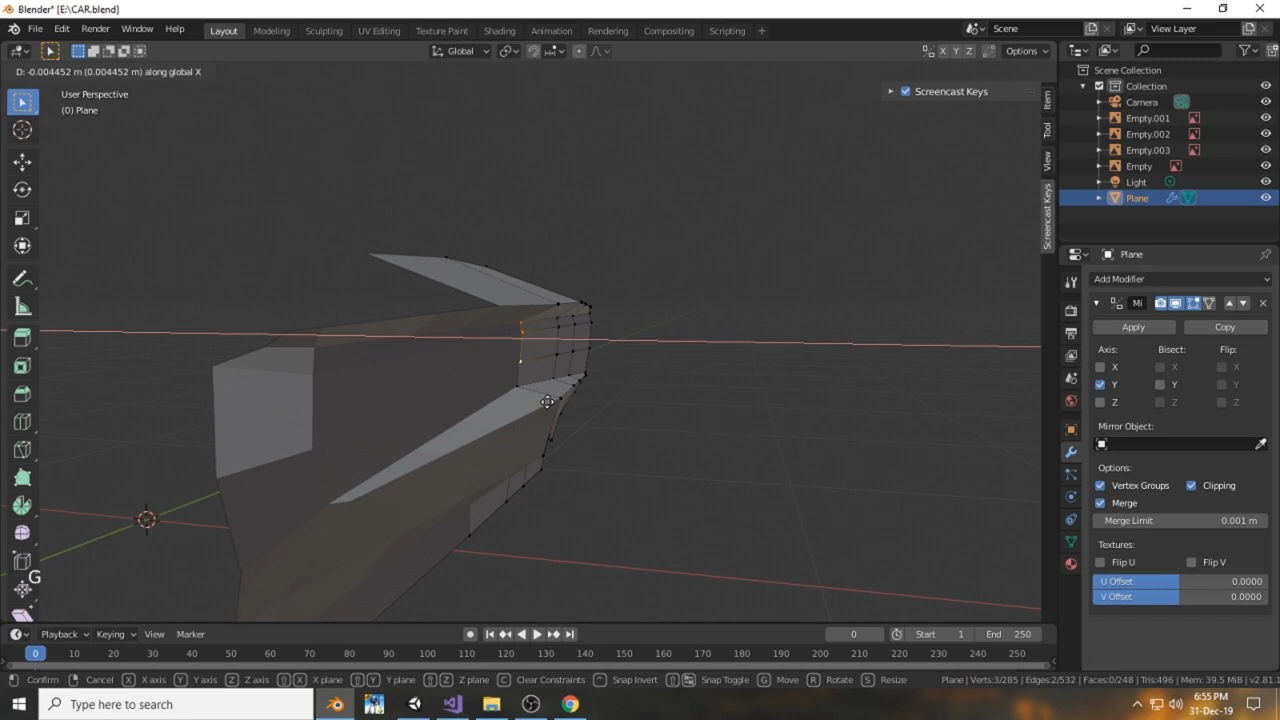 Blender* [E:\CAR.blend]
File Edit Render Window Help Layout Modeling Sculpting UV Editing Texture Paint Shading Animation Rendering Compositing Scripting + Scene View Layer
Global X Y Z Options
D: -0.004452 m (0.004452 m) along global X
User Perspective
(0) Plane
Screencast Keys
Item
Tool
View
Screencast Keys
G
Scene Collection
Collection
Camera
Empty.001
Empty.002
Empty.003
Empty
Light
Plane
Plane
Add Modifier
Mi
Apply Copy
Axis: Bisect: Flip:
X X X
Y Y Y
Z Z Z
Mirror Object:
Options:
Vertex Groups Clipping
Merge
Merge Limit 0.001 m
Textures:
Flip U Flip V
U Offset 0.0000
V Offset 0.0000
Playback Keying View Marker 0 Start 1 End 250
0 10 20 30 40 50 60 70 80 90 100 110 120 130 140 150 160 170 180 190 200 210 220 230 240 250
Confirm Cancel X X axis Y Y axis Z Z axis X X plane Y Y plane Z Z plane C Clear Constraints Snap Invert Snap Toggle G Move R Rotate S Resize Plane | Verts:3/285 | Edges:2/532 | Faces:0/248 | Tris:496 | Mem: 39.5 MiB | v2.81.1
Type here to search
6:55 PM
31-Dec-19